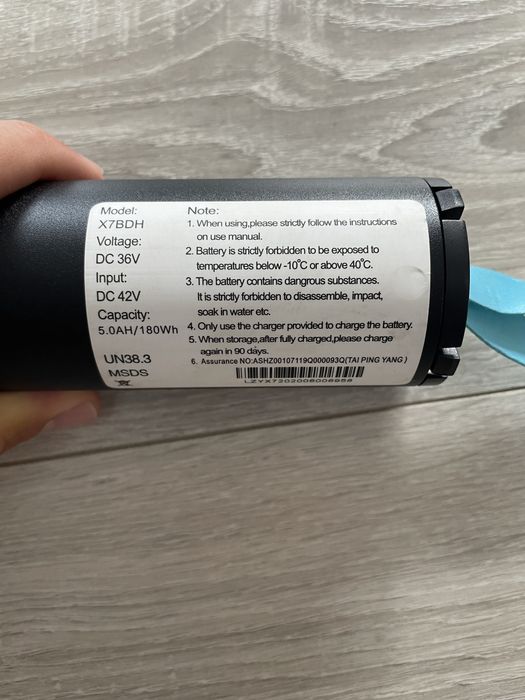 Model:
X7BDH
Voltage:
DC 36V
Input:
DC 42V
Capacity:
5.0AH/180Wh
UN38.3
MSDS
Note:
1. When using,please strictly follow the instructions
on use manual.
2. Battery is strictly forbidden to be exposed to
temperatures below -10°C or above 40°C.
3. The battery contains dangrous substances.
It is strictly forbidden to disassemble, impact,
soak in water etc.
4. Only use the charger provided to charge the battery.
5. When storage,after fully charged,please charge
again in 90 days.
6. Assurance NO:ASHZ00107119Q000093Q(TAI PING YANG)
LZYX7202006006958